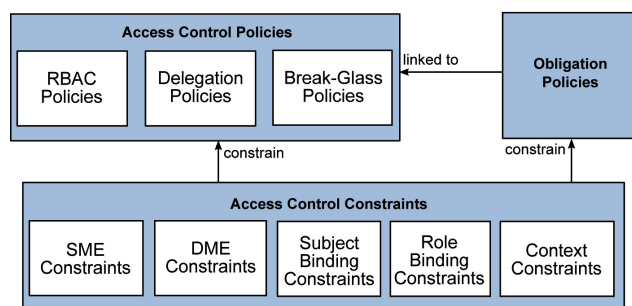 Access Control Policies
RBAC
Policies
Delegation
Policies
Break-Glass
Policies
linked to
Obligation
Policies
constrain
constrain
Access Control Constraints
SME
Constraints
DME
Constraints
Subject
Binding
Constraints
Role
Binding
Constraints
Context
Constraints